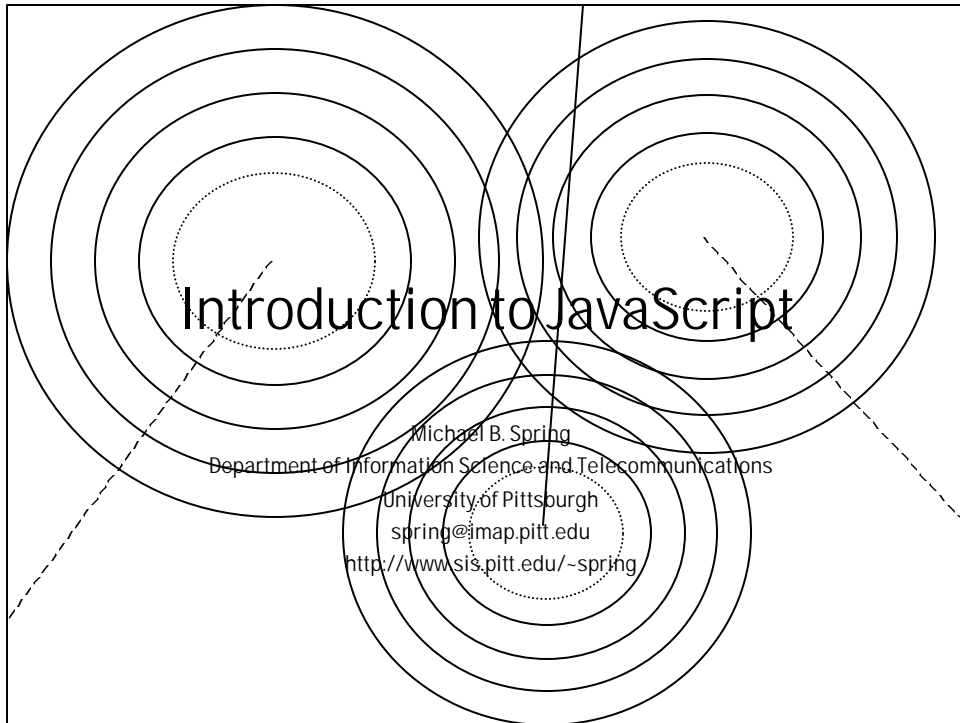 Introduction to JavaScript
Michael B. Spring
Department of Information Science and Telecommunications
University of Pittsburgh
spring@imap.pitt.edu
http://www.sis.pitt.edu/~spring